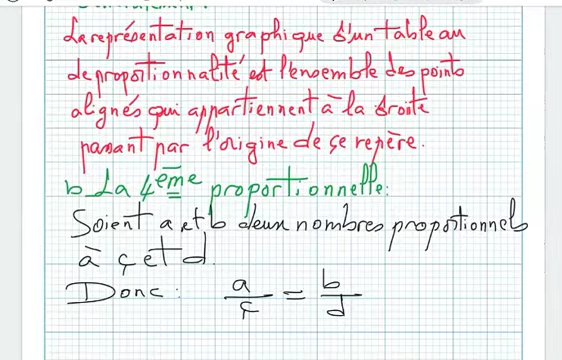 La représentation graphique d'un tableau
de proportionnalité est l'ensemble des points
alignés qui appartiennent à la droite
passant par l'origine de ce repère.
b_ La 4ème proportionnelle:
Soient a et b deux nombres proportionnels
à ç et d
Donc: a/ç = b/d